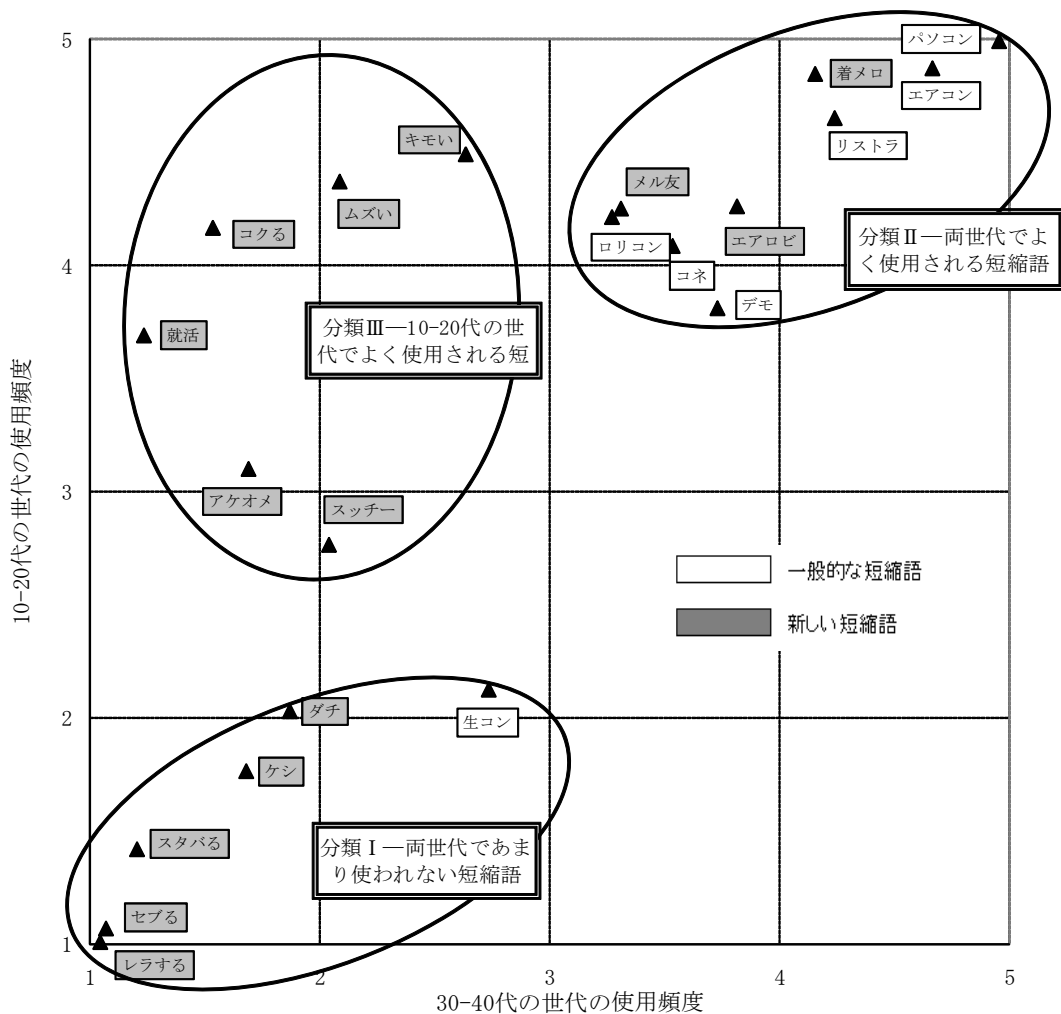 5
パソコン
着メロ
エアコン
リストラ
キモい
メル友
ムズい
コクる
ロリコン
エアロビ
コネ
分類Ⅱ―両世代でよ
く使用される短縮語
4
デモ
就活
分類Ⅲ―10-20代の世
代でよく使用される短
10-20代の世代の使用頻度
3
アケオメ
スッチー
一般的な短縮語
新しい短縮語
2
ダチ
生コン
ケシ
スタバる
分類Ⅰ―両世代であま
り使われない短縮語
セブる
1
レラする
1
2
3
4
5
30-40代の世代の使用頻度